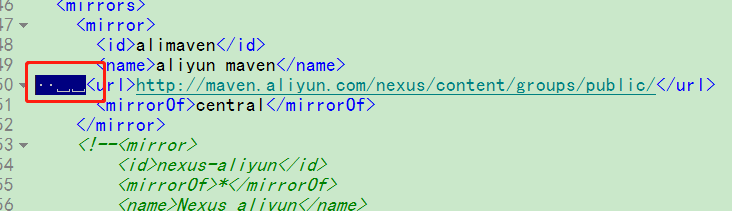 46 <mirrors>
47 <mirror>
48 <id>alimaven</id>
49 <name>aliyun maven</name>
50 <url>http://maven.aliyun.com/nexus/content/groups/public/</url>
51 <mirrorOf>central</mirrorOf>
52 </mirror>
53 <!--<mirror>
54 <id>nexus-aliyun</id>
55 <mirrorOf>*</mirrorOf>
56 <name>Nexus aliyun</name>